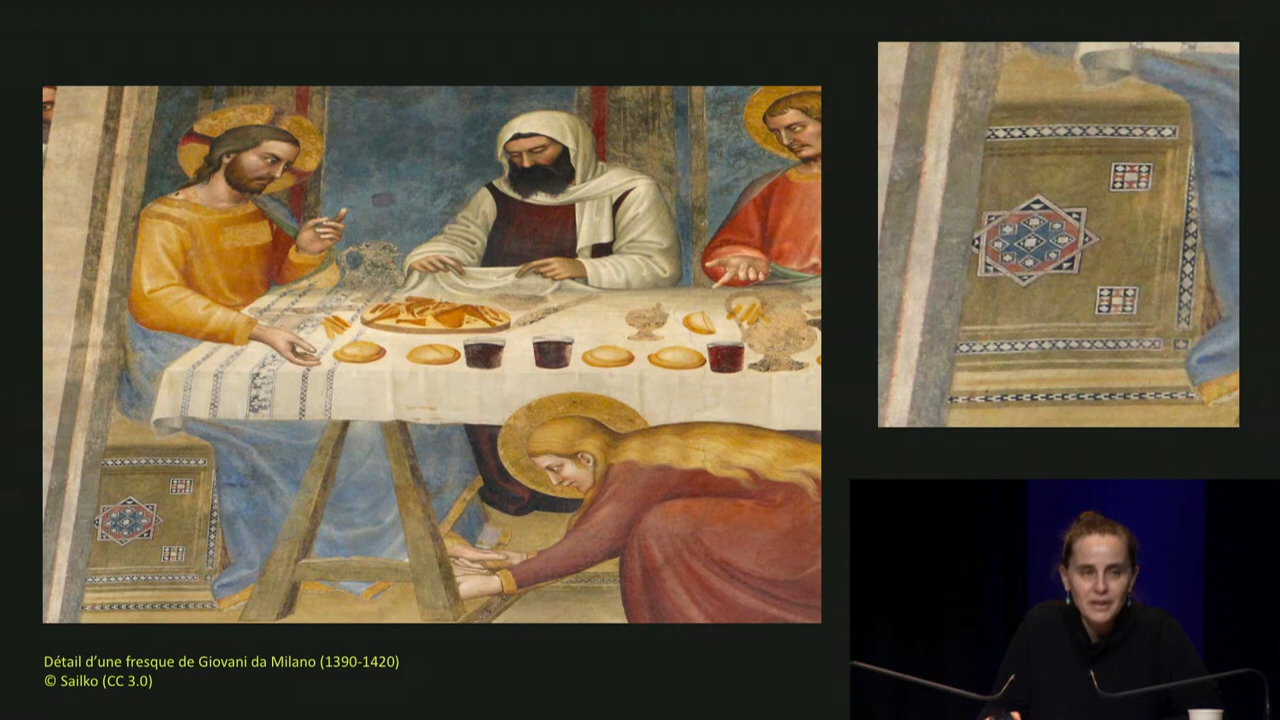 Détail d’une fresque de Giovani da Milano (1390-1420)
© Sailko (CC 3.0)